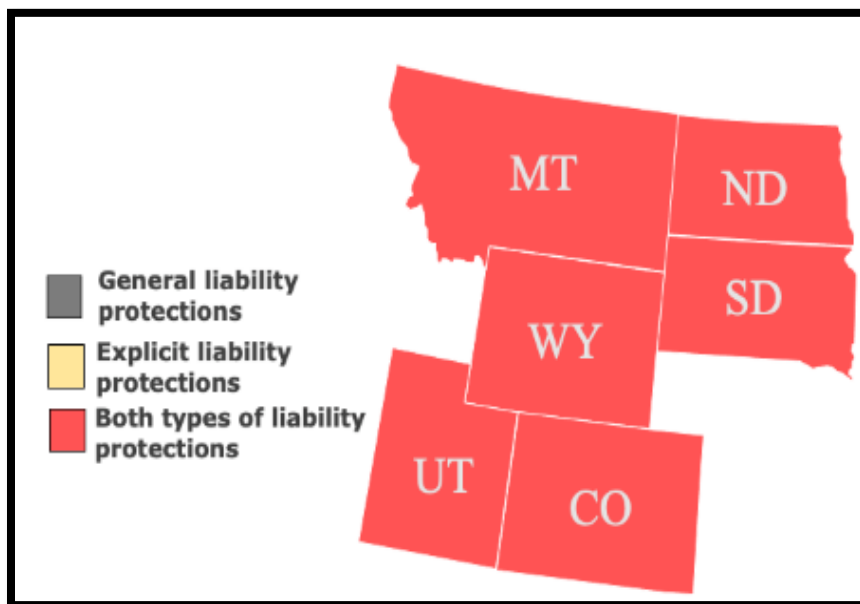 MT
ND
SD
WY
UT
CO
General liability
protections
Explicit liability
protections
Both types of liability
protections